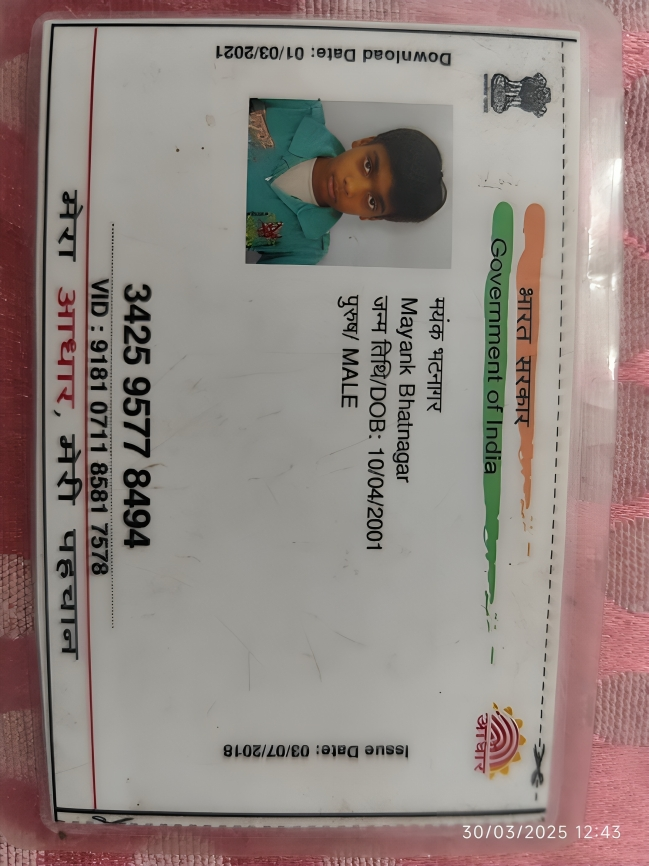 भारत सरकार
Government of India
Download Date: 01/03/2021
मयंक भटनागर
Mayank Bhatnagar
जन्म तिथि/DOB: 10/04/2001
पुरुष/ MALE
Issue Date: 03/07/2018
आधार
3425 9577 8494
VID : 9181 0711 8581 7578
मेरा आधार, मेरी पहचान
30/03/2025 12:43